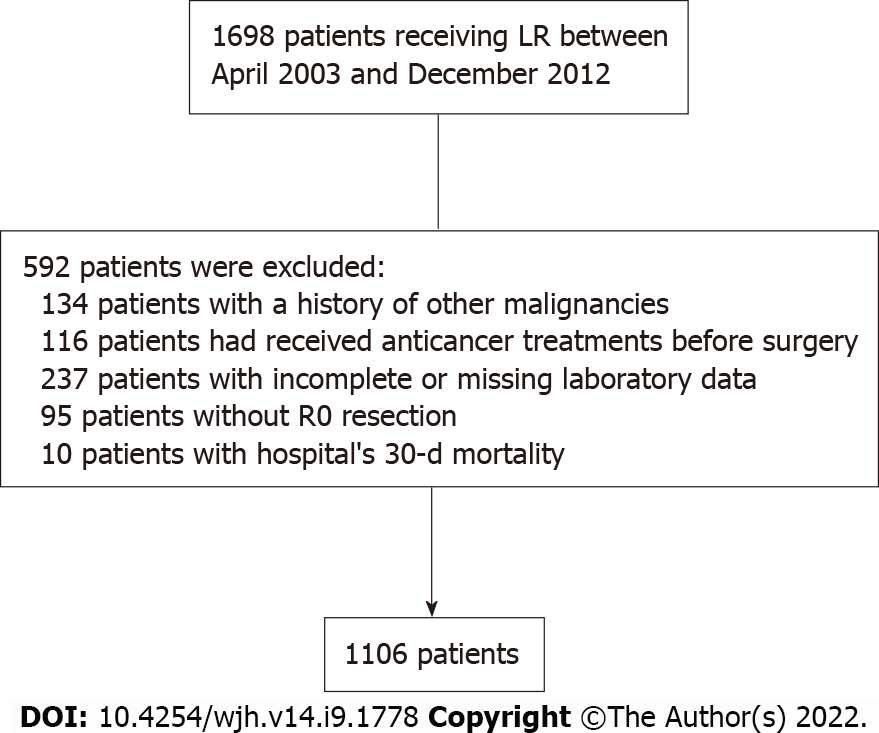 1698 patients receiving LR between
April 2003 and December 2012
592 patients were excluded:
134 patients with a history of other malignancies
116 patients had received anticancer treatments before surgery
237 patients with incomplete or missing laboratory data
95 patients without R0 resection
10 patients with hospital's 30-d mortality
1106 patients
DOI: 10.4254/wjh.v14.i9.1778 Copyright ©The Author(s) 2022.